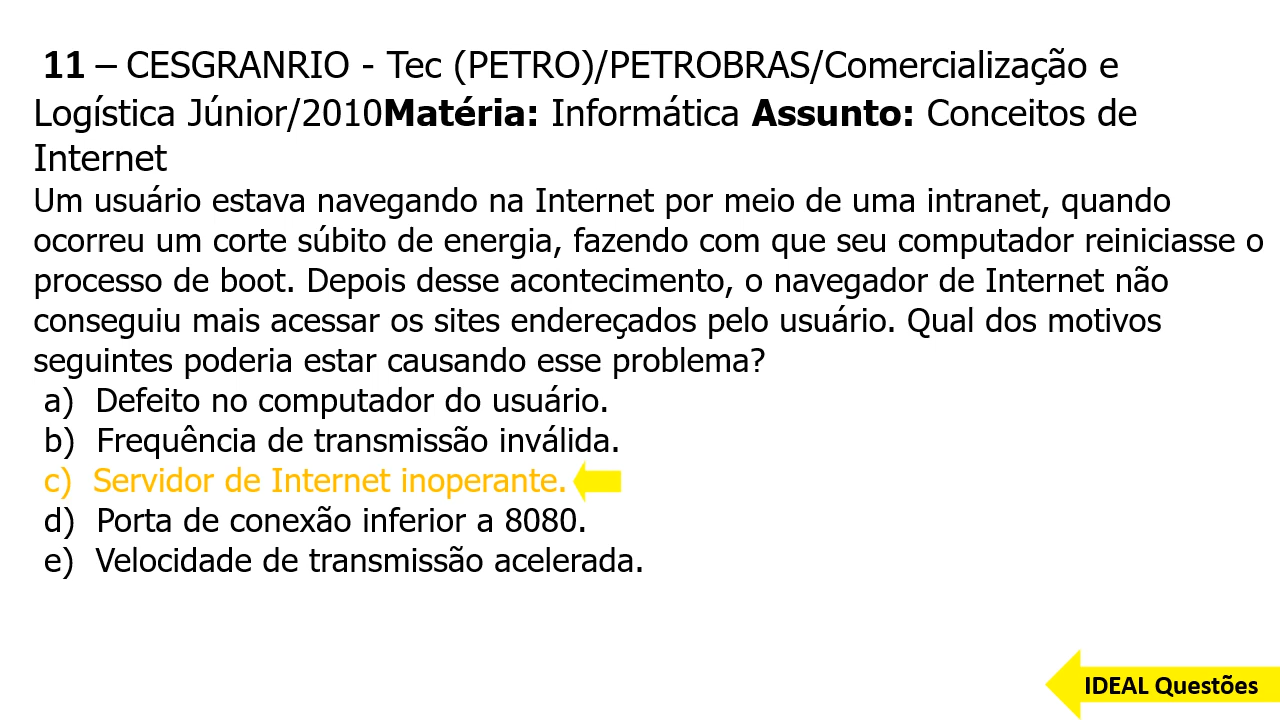 11 – CESGRANRIO - Tec (PETRO)/PETROBRAS/Comercialização e
Logística Júnior/2010Matéria: Informática Assunto: Conceitos de
Internet
Um usuário estava navegando na Internet por meio de uma intranet, quando
ocorreu um corte súbito de energia, fazendo com que seu computador reiniciasse o
processo de boot. Depois desse acontecimento, o navegador de Internet não
conseguiu mais acessar os sites endereçados pelo usuário. Qual dos motivos
seguintes poderia estar causando esse problema?
a) Defeito no computador do usuário.
b) Frequência de transmissão inválida.
c) Servidor de Internet inoperante.
d) Porta de conexão inferior a 8080.
e) Velocidade de transmissão acelerada.
IDEAL Questões